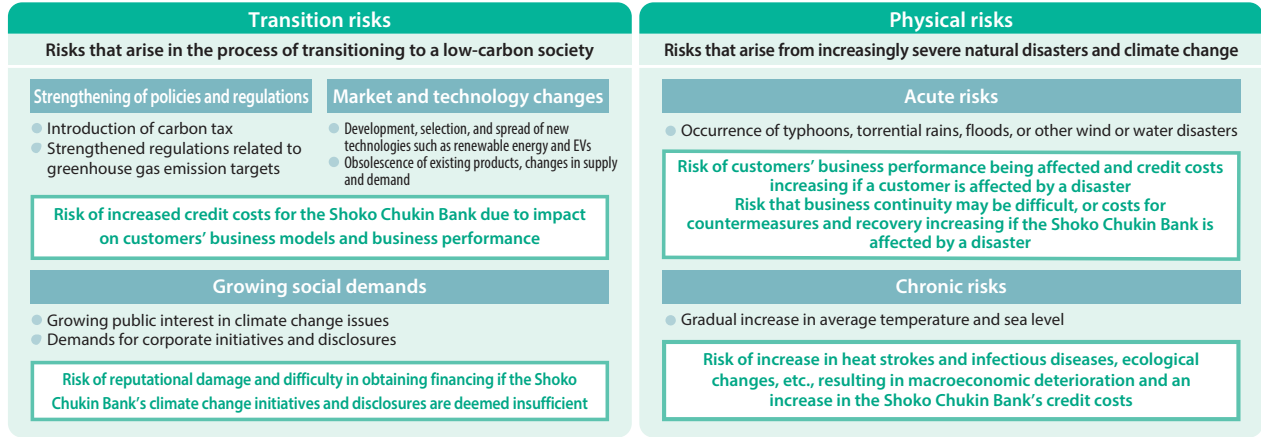 Transition risks
Risks that arise in the process of transitioning to a low-carbon society
Strengthening of policies and regulations
Introduction of carbon tax
Strengthened regulations related to
greenhouse gas emission targets
Market and technology changes
Development, selection, and spread of new
technologies such as renewable energy and EVs
Obsolescence of existing products, changes in supply
and demand
Risk of increased credit costs for the Shoko Chukin Bank due to impact
on customers' business models and business performance
Growing social demands
Growing public interest in climate change issues
Demands for corporate initiatives and disclosures
Risk of reputational damage and difficulty in obtaining financing if the Shoko
Chukin Bank's climate change initiatives and disclosures are deemed insufficient
Physical risks
Risks that arise from increasingly severe natural disasters and climate change
Acute risks
Occurrence of typhoons, torrential rains, floods, or other wind or water disasters
Risk of customers' business performance being affected and credit costs
increasing if a customer is affected by a disaster
Risk that business continuity may be difficult, or costs for
countermeasures and recovery increasing if the Shoko Chukin Bank is
affected by a disaster
Chronic risks
Gradual increase in average temperature and sea level
Risk of increase in heat strokes and infectious diseases, ecological
changes, etc., resulting in macroeconomic deterioration and an
increase in the Shoko Chukin Bank's credit costs